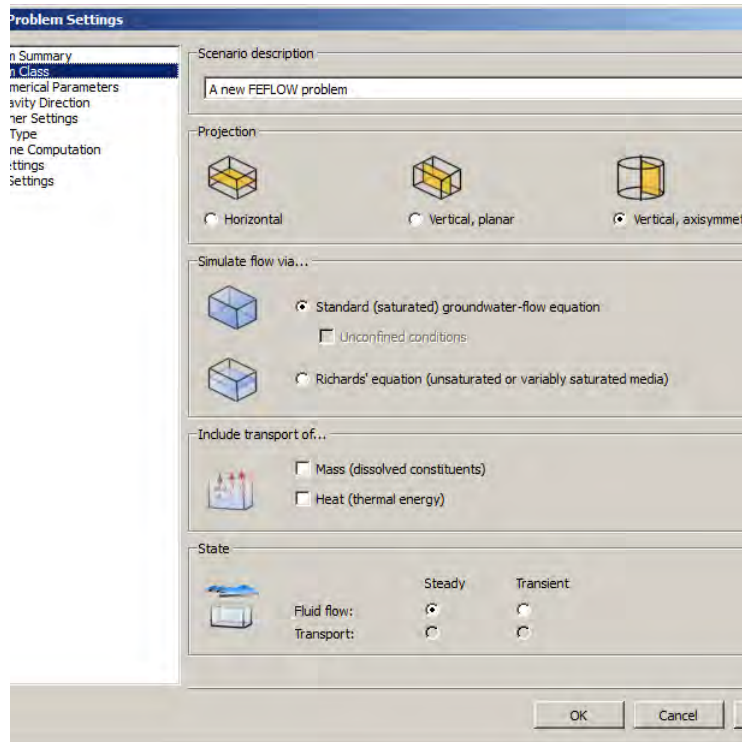 Problem Settings
m Summary
m Class
merical Parameters
avity Direction
her Settings
Type
ne Computation
ettings
Settings
Scenario description
A new FEFLOW problem
Projection
Horizontal
Vertical, planar
Vertical, axisymmet
Simulate flow via...
Standard (saturated) groundwater-flow equation
Unconfined conditions
Richards' equation (unsaturated or variably saturated media)
Include transport of...
Mass (dissolved constituents)
Heat (thermal energy)
State
Steady Transient
Fluid flow:
Transport:
OK Cancel